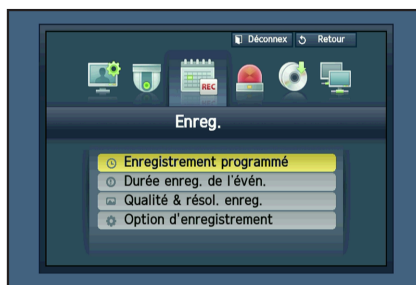 Déconnex Retour
REC
Enreg.
Enregistrement programmé
Durée enreg. de l'évén.
Qualité & résol. enreg.
Option d'enregistrement